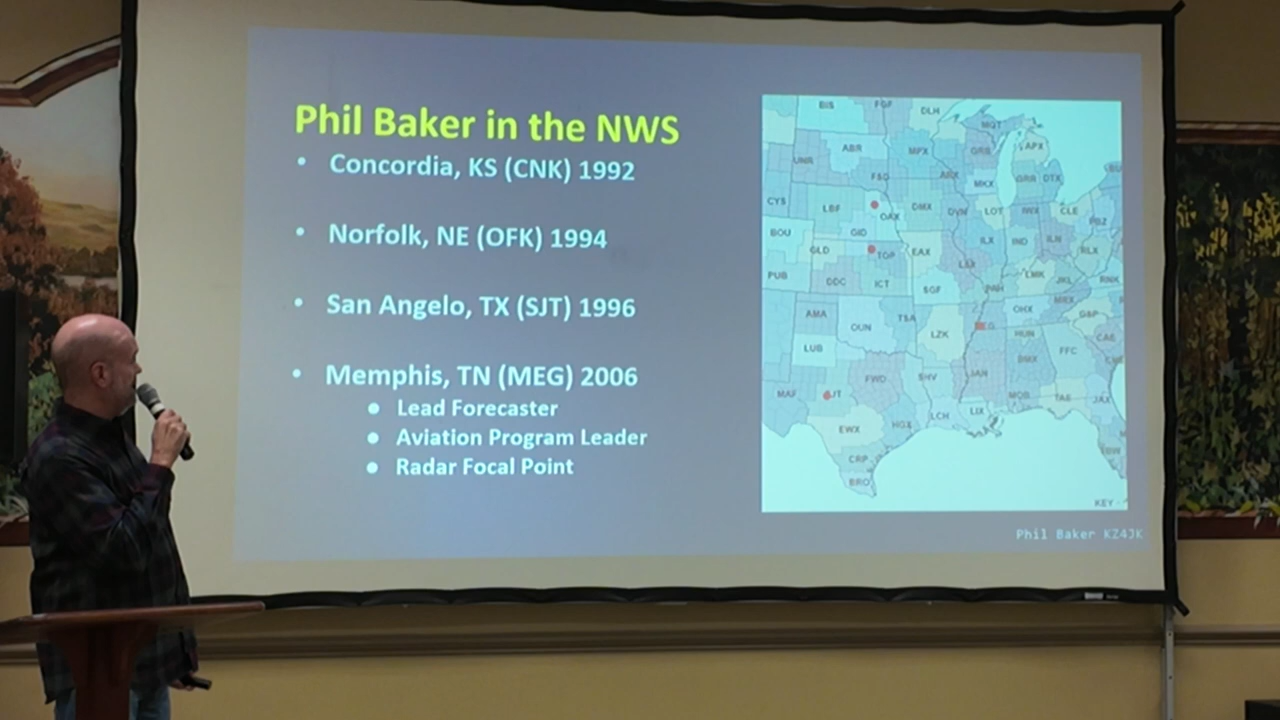 Phil Baker in the NWS
• Concordia, KS (CNK) 1992
• Norfolk, NE (OFK) 1994
• San Angelo, TX (SJT) 1996
• Memphis, TN (MEG) 2006
● Lead Forecaster
● Aviation Program Leader
● Radar Focal Point
BIS FGF DLH
MQT
ABR MPX GRB APX
UNR
FSD ARX MKX GRR DTX
CYS LBF OAX DMX DVN LOT IWX CLE
PBZ
BOU GID ILX IND ILN RLX
GLD TOP EAX
PUB DDC ICT SGF LSX PAH LMK JKL RNK
MRX
AMA OUN TSA LZK OHX GSP
HUN CAE
LUB BMX FFC
FWD SHV JAN
MAF SJT MOB TAE JAX
LCH LIX
EWX HGX
CRP
BRO
KEY
Phil Baker KZ4JK